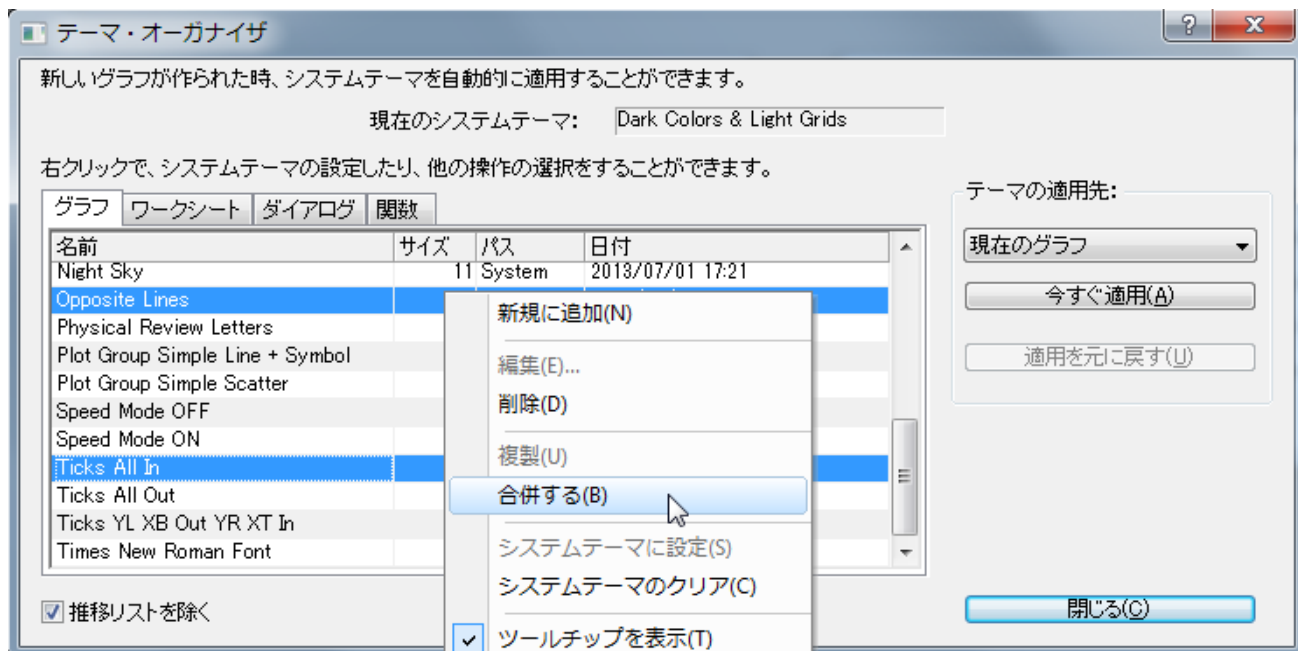 テーマ・オーガナイザ
新しいグラフが作られた時、システムテーマを自動的に適用することができます。
現在のシステムテーマ: Dark Colors & Light Grids
右クリックで、システムテーマの設定したり、他の操作の選択をすることができます。
グラフ ワークシート ダイアログ 関数
名前 サイズ パス 日付
Night Sky 11 System 2013/07/01 17:21
Opposite Lines
Physical Review Letters
Plot Group Simple Line + Symbol
Plot Group Simple Scatter
Speed Mode OFF
Speed Mode ON
Ticks All In
Ticks All Out
Ticks YL XB Out YR XT In
Times New Roman Font
新規に追加(N)
編集(E)...
削除(D)
複製(U)
合併する(B)
システムテーマに設定(S)
システムテーマのクリア(C)
ツールチップを表示(T)
テーマの適用先:
現在のグラフ
今すぐ適用(A)
適用を元に戻す(U)
推移リストを除く
閉じる(C)